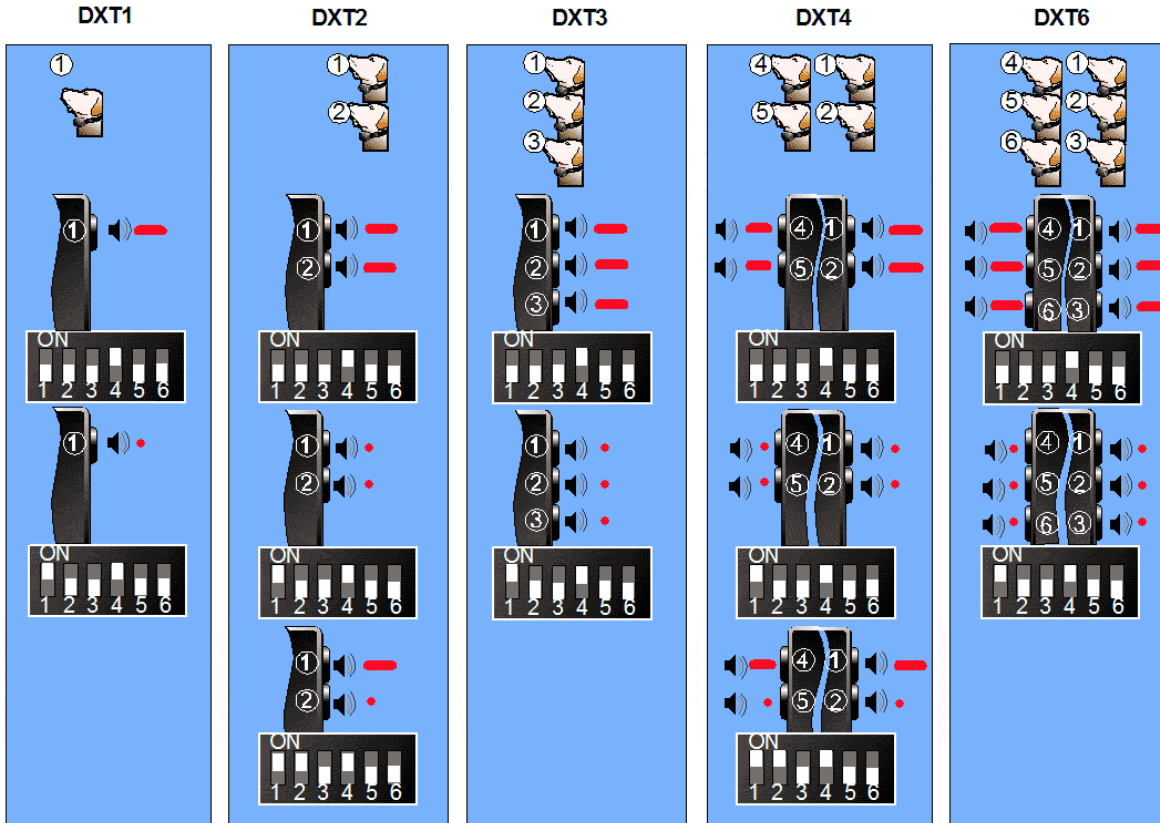 DXT1 DXT2 DXT3 DXT4 DXT6
1 1 1 4 1 4 1
2 2 5 2 5 2
3 6 3
1 1 1 4 1 4 1
2 2 5 2 5 2
3 6 3
ON ON ON ON ON
1 2 3 4 5 6 1 2 3 4 5 6 1 2 3 4 5 6 1 2 3 4 5 6 1 2 3 4 5 6
1 1 1 4 1 4 1
2 2 5 2 5 2
3 6 3
ON ON ON ON ON
1 2 3 4 5 6 1 2 3 4 5 6 1 2 3 4 5 6 1 2 3 4 5 6 1 2 3 4 5 6
1 4 1
2 5 2
ON ON
1 2 3 4 5 6 1 2 3 4 5 6